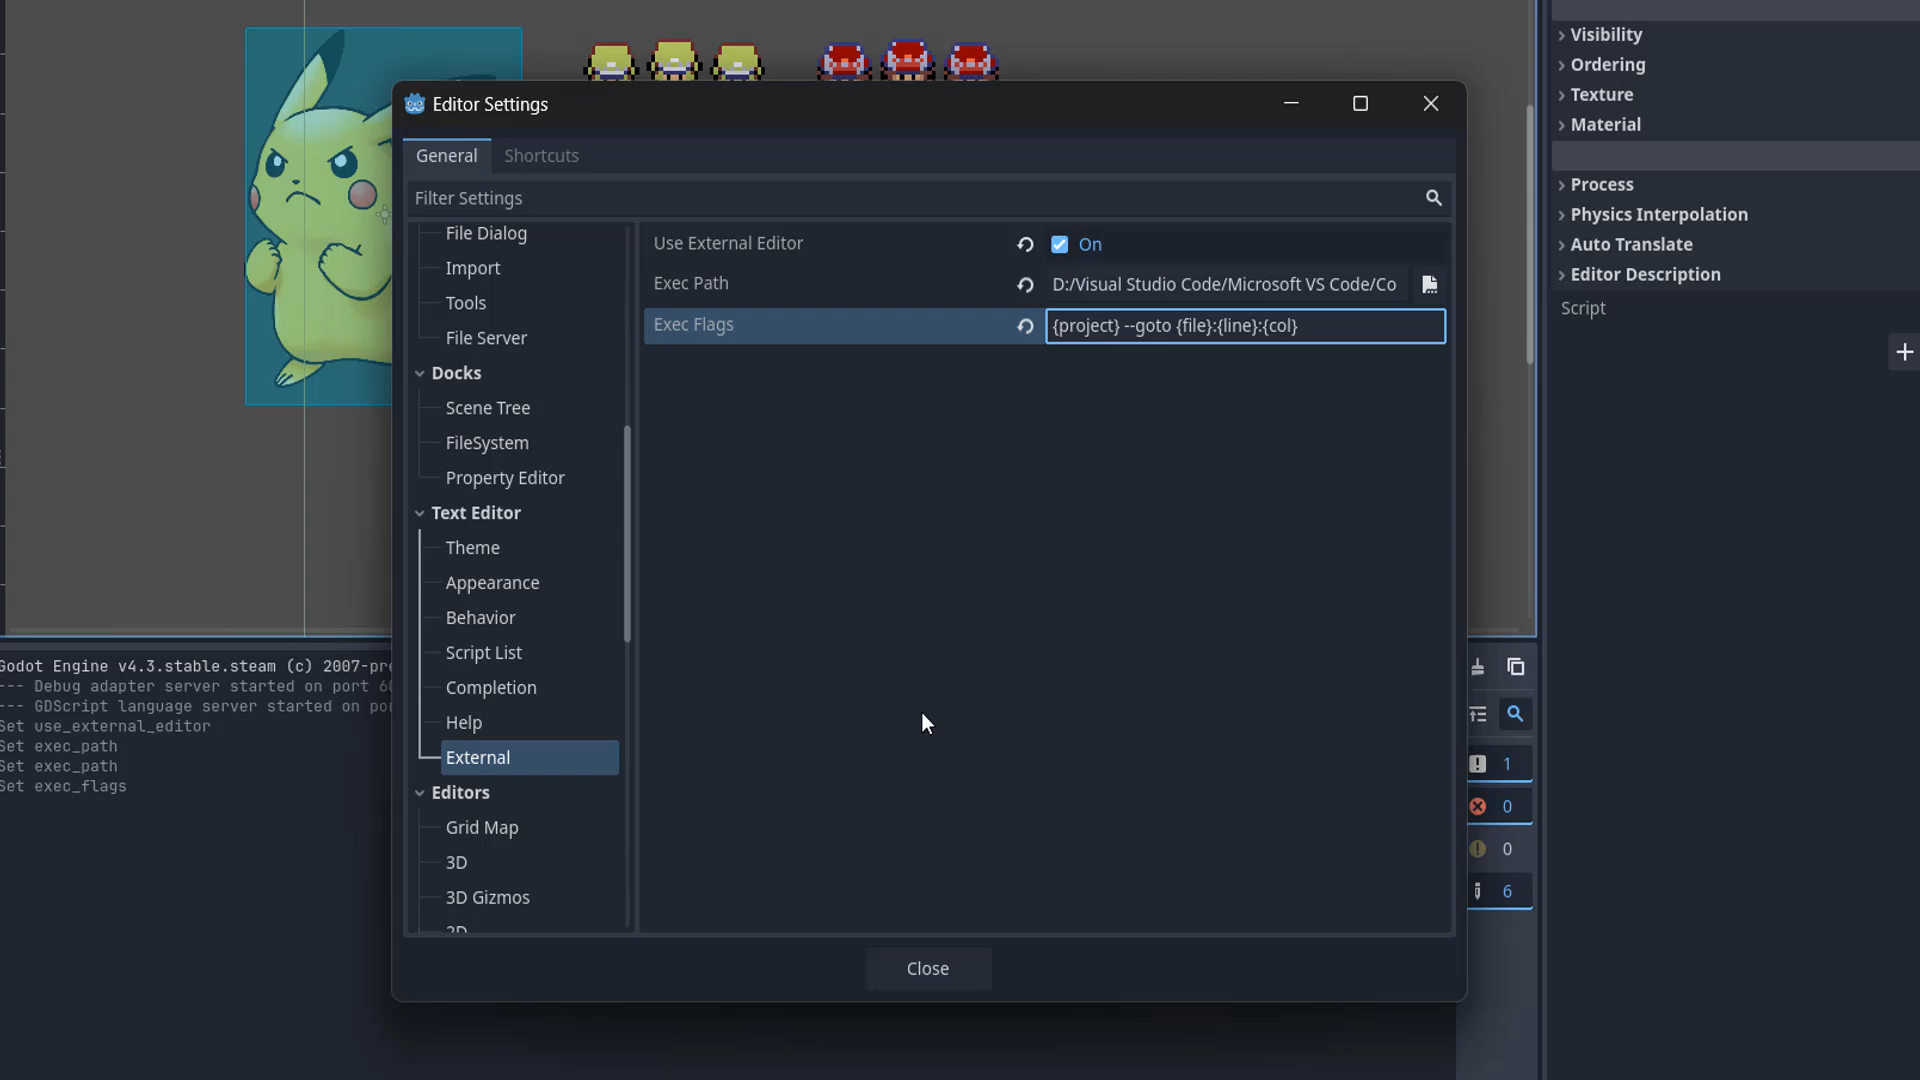 Visibility
Ordering
Texture
Material
Process
Physics Interpolation
Auto Translate
Editor Description
Script
Editor Settings
General
Shortcuts
Filter Settings
File Dialog
Import
Tools
File Server
Docks
Scene Tree
FileSystem
Property Editor
Text Editor
Theme
Appearance
Behavior
Script List
Completion
Help
External
Editors
Grid Map
3D
3D Gizmos
2D
Use External Editor
On
Exec Path
D:/Visual Studio Code/Microsoft VS Code/Co
Exec Flags
{project} --goto {file}:{line}:{col}
Close
Godot Engine v4.3.stable.steam (c) 2007-pre
--- Debug adapter server started on port 60
--- GDScript language server started on por
Set use_external_editor
Set exec_path
Set exec_path
Set exec_flags
1
0
0
6